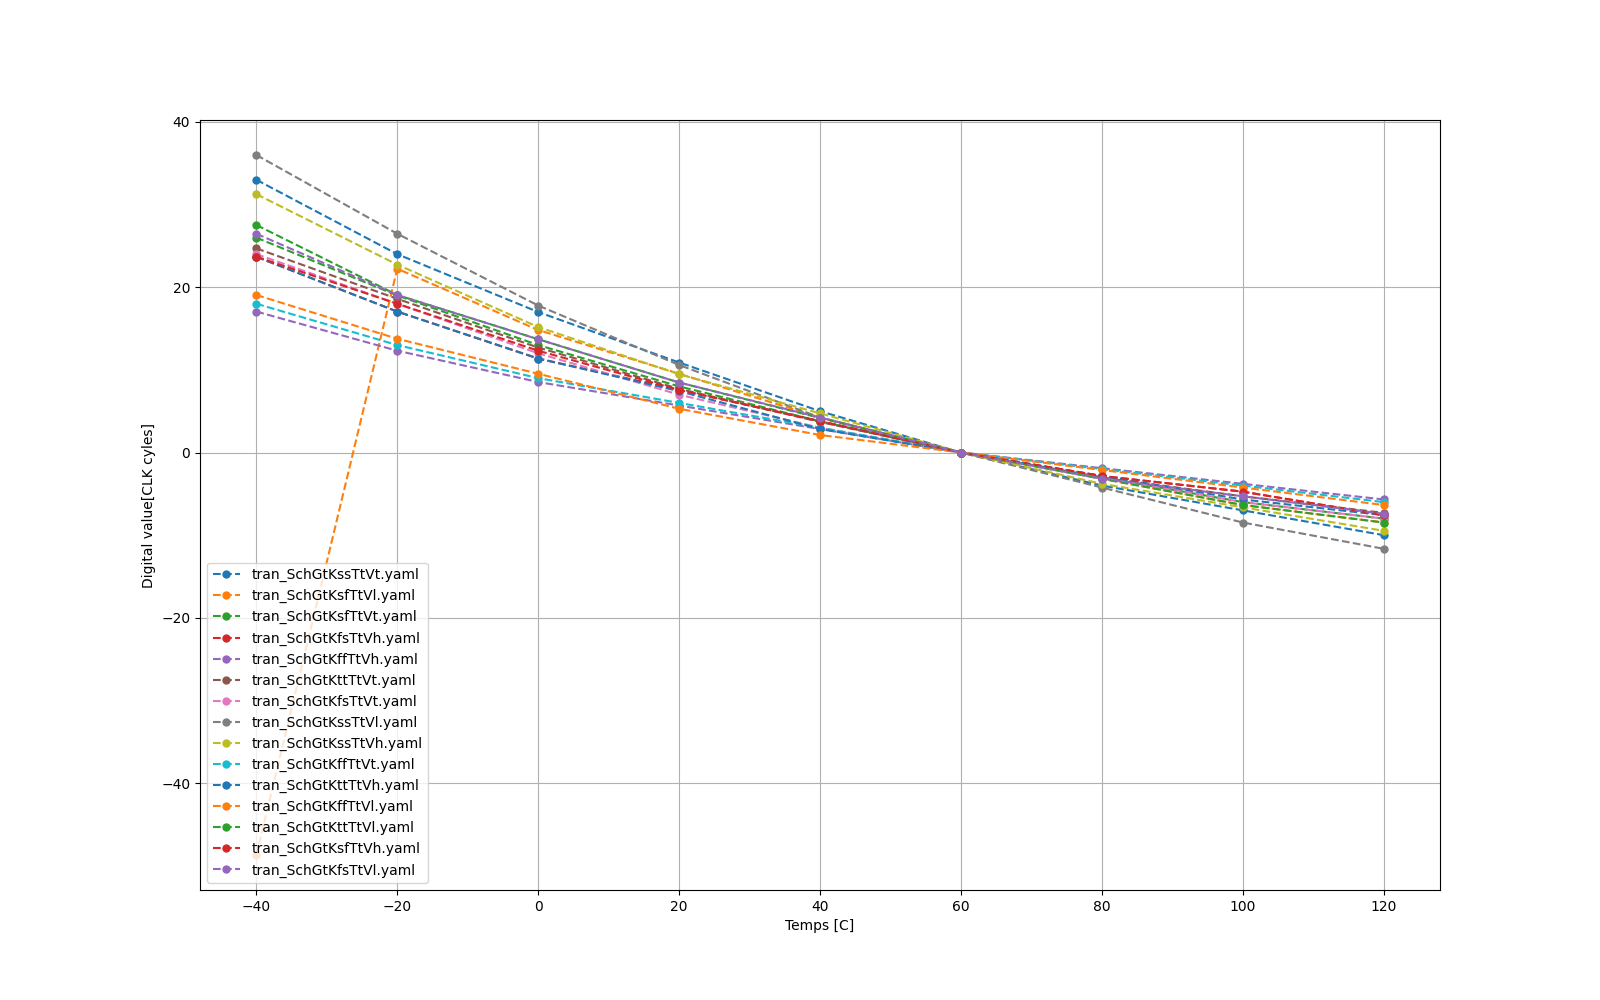 40
20
0
−20
−40
Digital value[CLK cyles]
tran_SchGtKssTtVt.yaml
tran_SchGtKsfTtVl.yaml
tran_SchGtKsfTtVt.yaml
tran_SchGtKfsTtVh.yaml
tran_SchGtKffTtVh.yaml
tran_SchGtKttTtVt.yaml
tran_SchGtKfsTtVt.yaml
tran_SchGtKssTtVl.yaml
tran_SchGtKssTtVh.yaml
tran_SchGtKffTtVt.yaml
tran_SchGtKttTtVh.yaml
tran_SchGtKffTtVl.yaml
tran_SchGtKttTtVl.yaml
tran_SchGtKsfTtVh.yaml
tran_SchGtKfsTtVl.yaml
−40 −20 0 20 40 60 80 100 120
Temps [C]